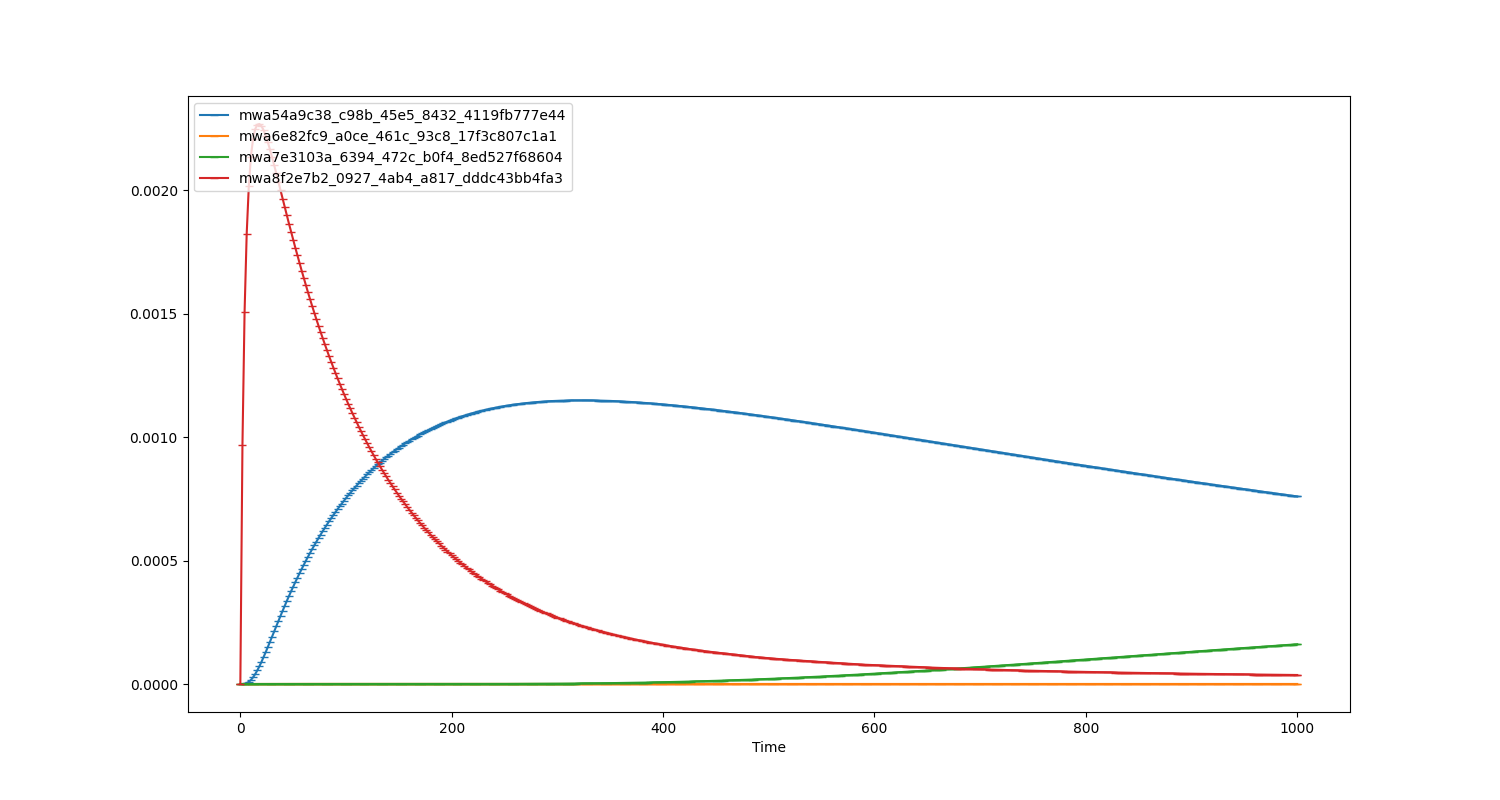 mwa54a9c38_c98b_45e5_8432_4119fb777e44
mwa6e82fc9_a0ce_461c_93c8_17f3c807c1a1
mwa7e3103a_6394_472c_b0f4_8ed527f68604
mwa8f2e7b2_0927_4ab4_a817_dddc43bb4fa3
0.0020
0.0015
0.0010
0.0005
0.0000
0 200 400 600 800 1000
Time